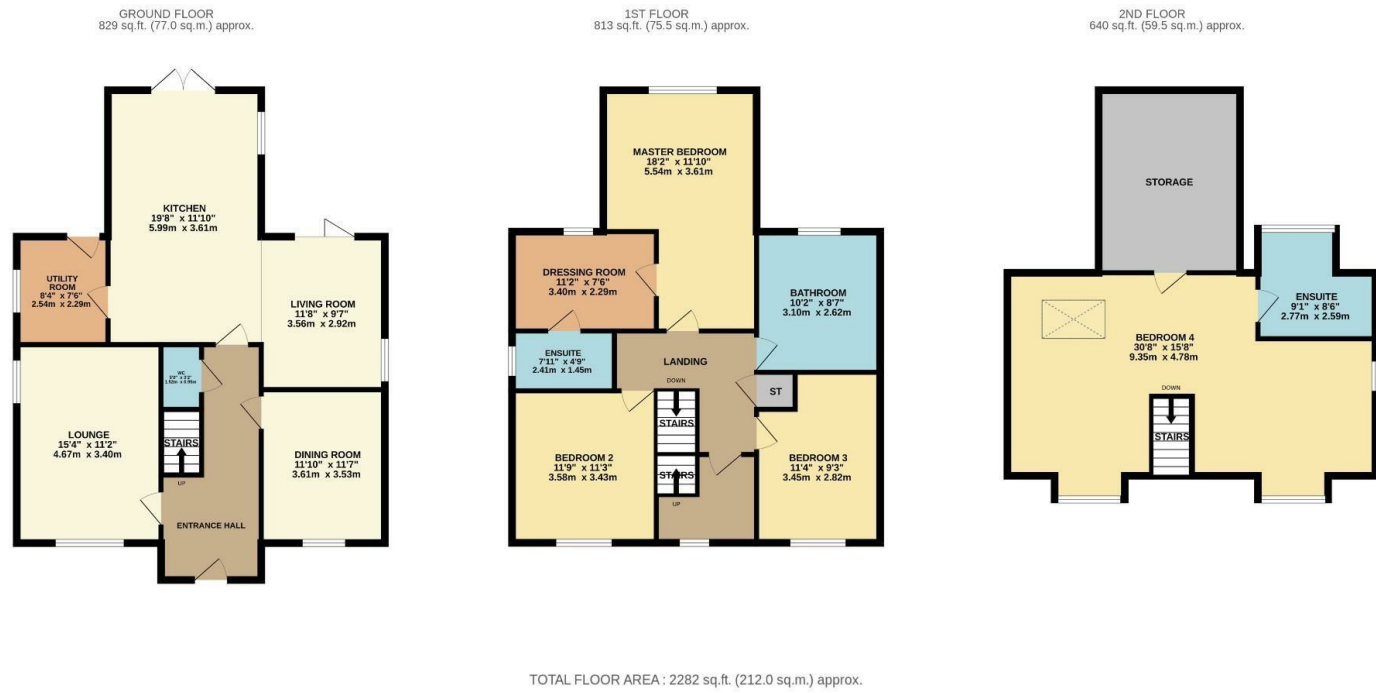 GROUND FLOOR
829 sq.ft. (77.0 sq.m.) approx.
KITCHEN
19'8" x 11'10"
5.99m x 3.61m
UTILITY
ROOM
8'4" x 7'6"
2.54m x 2.29m
LIVING ROOM
11'8" x 9'7"
3.56m x 2.92m
WC
LOUNGE
15'4" x 11'2"
4.67m x 3.40m
STAIRS
UP
DINING ROOM
11'10" x 11'7"
3.61m x 3.53m
ENTRANCE HALL
1ST FLOOR
813 sq.ft. (75.5 sq.m.) approx.
MASTER BEDROOM
18'2" x 11'10"
5.54m x 3.61m
DRESSING ROOM
11'2" x 7'6"
3.40m x 2.29m
BATHROOM
10'2" x 8'7"
3.10m x 2.62m
ENSUITE
7'11" x 4'9"
2.41m x 1.45m
LANDING
DOWN
ST
STAIRS
BEDROOM 2
11'9" x 11'3"
3.58m x 3.43m
STAIRS
UP
BEDROOM 3
11'4" x 9'3"
3.45m x 2.82m
2ND FLOOR
640 sq.ft. (59.5 sq.m.) approx.
STORAGE
ENSUITE
9'1" x 8'6"
2.77m x 2.59m
BEDROOM 4
30'8" x 15'8"
9.35m x 4.78m
DOWN
STAIRS
TOTAL FLOOR AREA : 2282 sq.ft. (212.0 sq.m.) approx.